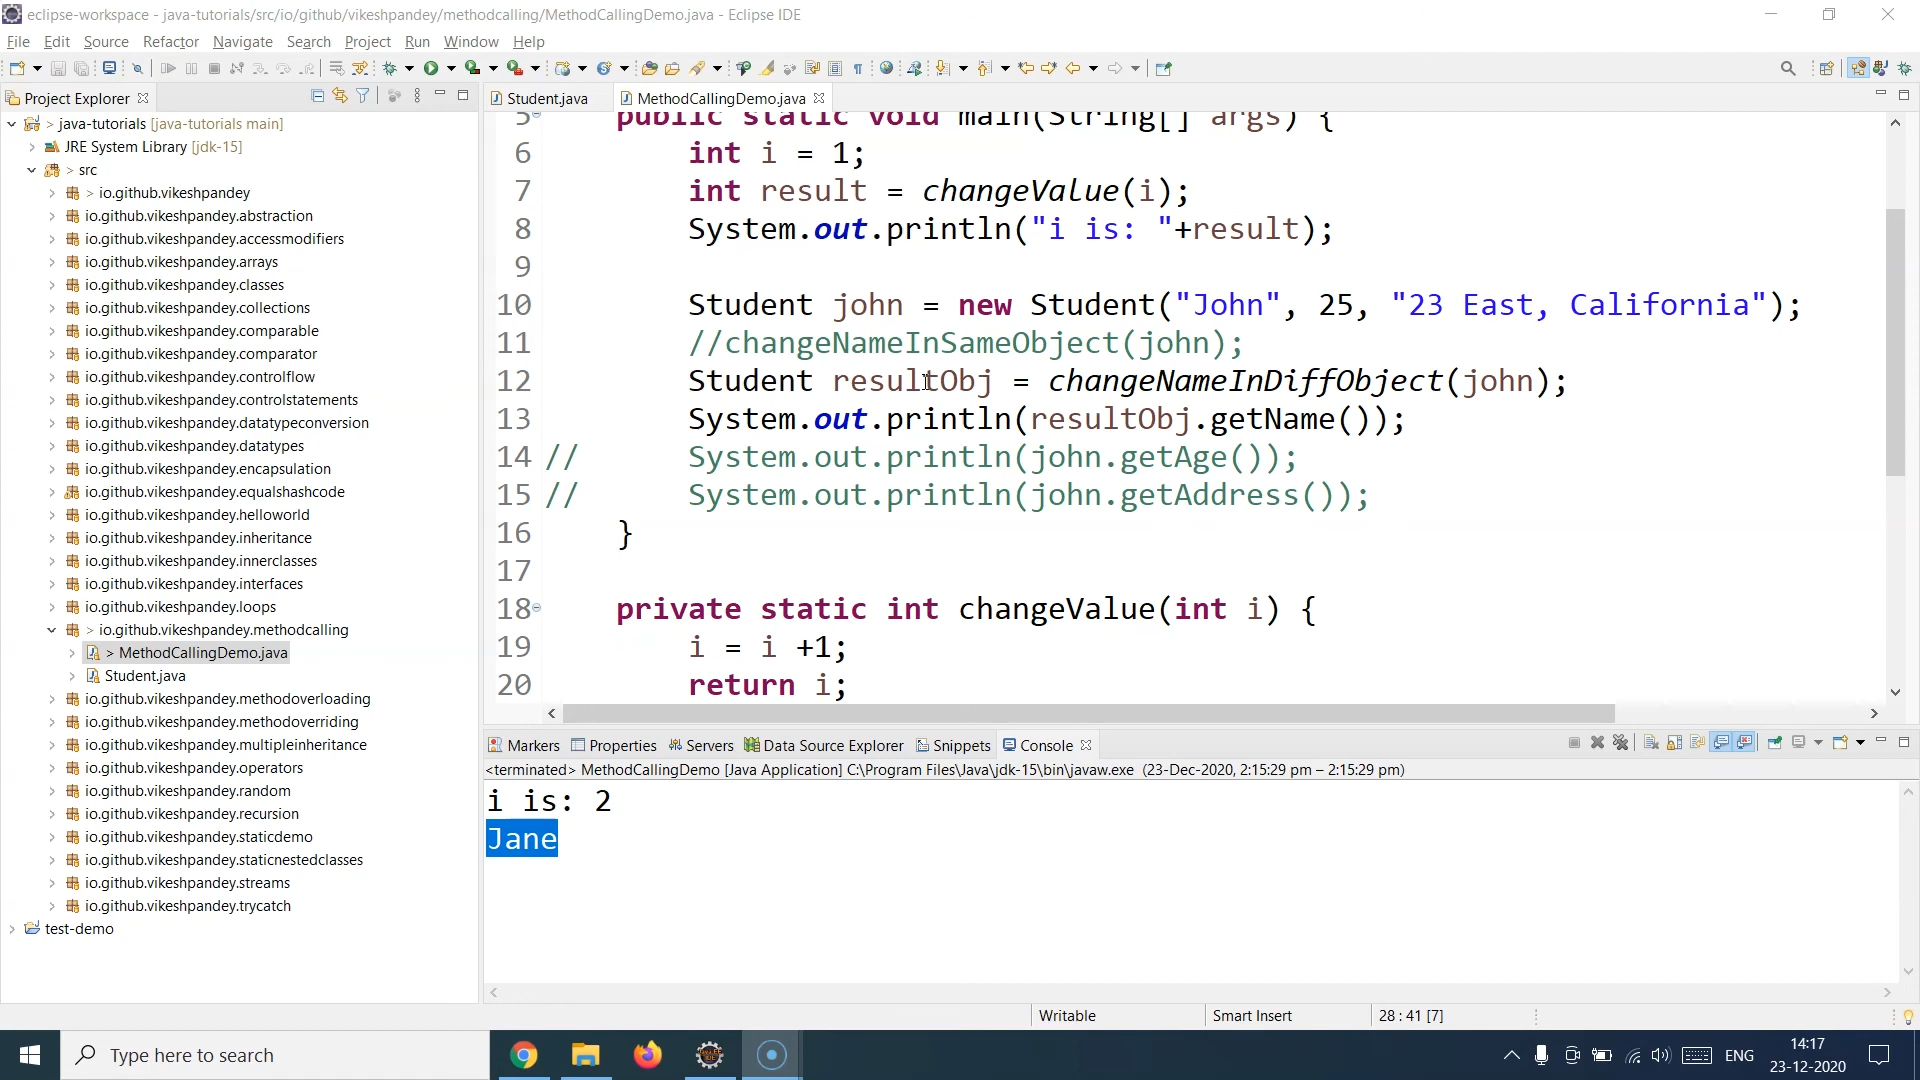 eclipse-workspace - java-tutorials/src/io/github/vikeshpandey/methodcalling/MethodCallingDemo.java - Eclipse IDE
File Edit Source Refactor Navigate Search Project Run Window Help
Project Explorer
Student.java
MethodCallingDemo.java
> java-tutorials [java-tutorials main]
JRE System Library [jdk-15]
> src
> io.github.vikeshpandey
io.github.vikeshpandey.abstraction
io.github.vikeshpandey.accessmodifiers
io.github.vikeshpandey.arrays
io.github.vikeshpandey.classes
io.github.vikeshpandey.collections
io.github.vikeshpandey.comparable
io.github.vikeshpandey.comparator
io.github.vikeshpandey.controlflow
io.github.vikeshpandey.controlstatements
io.github.vikeshpandey.datatypeconversion
io.github.vikeshpandey.datatypes
io.github.vikeshpandey.encapsulation
io.github.vikeshpandey.equalshashcode
io.github.vikeshpandey.helloworld
io.github.vikeshpandey.inheritance
io.github.vikeshpandey.innerclasses
io.github.vikeshpandey.interfaces
io.github.vikeshpandey.loops
> io.github.vikeshpandey.methodcalling
> MethodCallingDemo.java
Student.java
io.github.vikeshpandey.methodoverloading
io.github.vikeshpandey.methodoverriding
io.github.vikeshpandey.multipleinheritance
io.github.vikeshpandey.operators
io.github.vikeshpandey.random
io.github.vikeshpandey.recursion
io.github.vikeshpandey.staticdemo
io.github.vikeshpandey.staticnestedclasses
io.github.vikeshpandey.streams
io.github.vikeshpandey.trycatch
test-demo
5 public static void main(String[] args) {
6 int i = 1;
7 int result = changeValue(i);
8 System.out.println("i is: "+result);
9
10 Student john = new Student("John", 25, "23 East, California");
11 //changeNameInSameObject(john);
12 Student resultObj = changeNameInDiffObject(john);
13 System.out.println(resultObj.getName());
14 // System.out.println(john.getAge());
15 // System.out.println(john.getAddress());
16 }
17
18 private static int changeValue(int i) {
19 i = i +1;
20 return i;
Markers Properties Servers Data Source Explorer Snippets Console
<terminated> MethodCallingDemo [Java Application] C:\Program Files\Java\jdk-15\bin\javaw.exe (23-Dec-2020, 2:15:29 pm – 2:15:29 pm)
i is: 2
Jane
Writable Smart Insert 28 : 41 [7]
Type here to search
ENG
14:17
23-12-2020